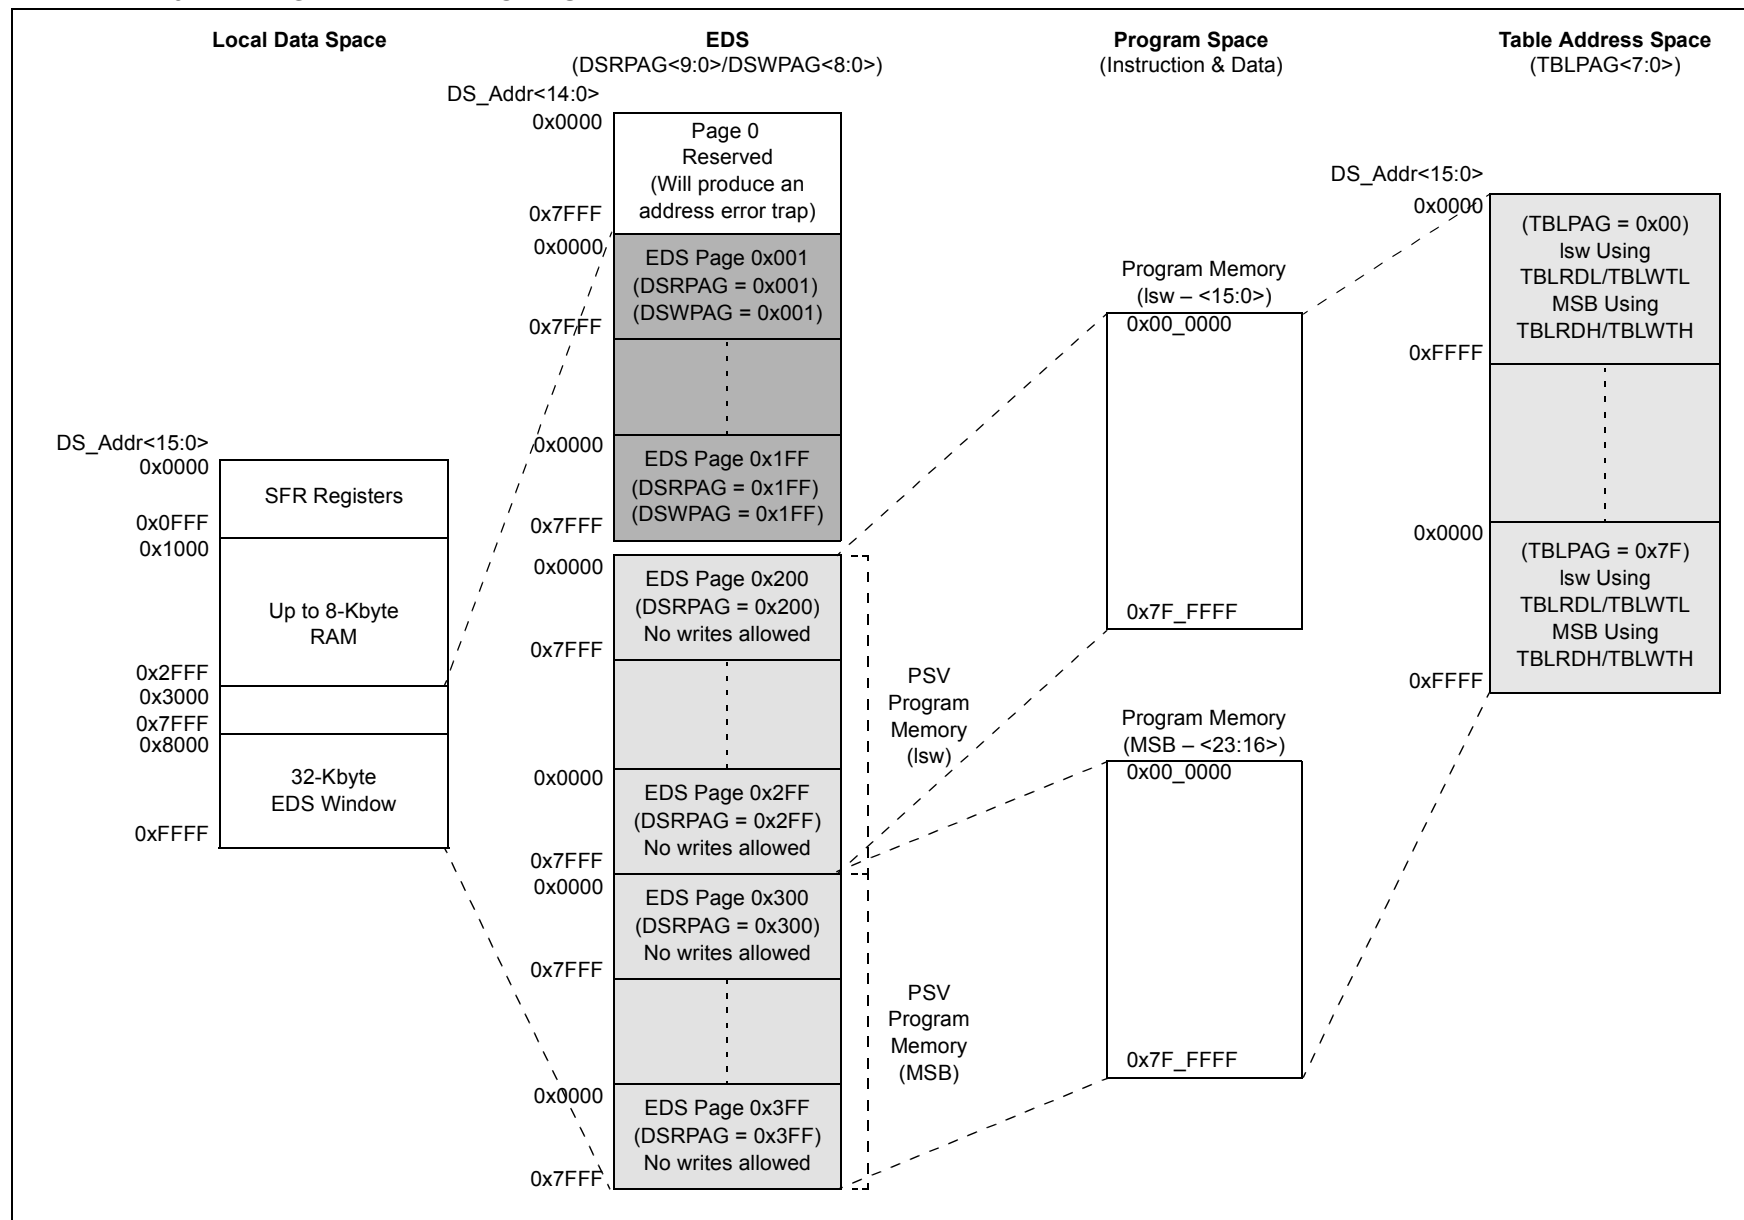 Local Data Space
DS_Addr<15:0>
0x0000
SFR Registers
0x0FFF
0x1000
Up to 8-Kbyte
RAM
0x2FFF
0x3000
0x7FFF
0x8000
32-Kbyte
EDS Window
0xFFFF
EDS
(DSRPAG<9:0>/DSWPAG<8:0>)
DS_Addr<14:0>
0x0000
Page 0
Reserved
(Will produce an
address error trap)
0x7FFF
0x0000
EDS Page 0x001
(DSRPAG = 0x001)
(DSWPAG = 0x001)
0x7FFF
0x0000
EDS Page 0x1FF
(DSRPAG = 0x1FF)
(DSWPAG = 0x1FF)
0x7FFF
0x0000
EDS Page 0x200
(DSRPAG = 0x200)
No writes allowed
0x7FFF
PSV
Program
Memory
(lsw)
0x0000
EDS Page 0x2FF
(DSRPAG = 0x2FF)
No writes allowed
0x7FFF
0x0000
EDS Page 0x300
(DSRPAG = 0x300)
No writes allowed
0x7FFF
PSV
Program
Memory
(MSB)
0x0000
EDS Page 0x3FF
(DSRPAG = 0x3FF)
No writes allowed
0x7FFF
Program Space
(Instruction & Data)
Program Memory
(lsw – <15:0>)
0x00_0000
0x7F_FFFF
Program Memory
(MSB – <23:16>)
0x00_0000
0x7F_FFFF
Table Address Space
(TBLPAG<7:0>)
DS_Addr<15:0>
0x0000
(TBLPAG = 0x00)
lsw Using
TBLRDL/TBLWTL
MSB Using
TBLRDH/TBLWTH
0xFFFF
0x0000
(TBLPAG = 0x7F)
lsw Using
TBLRDL/TBLWTL
MSB Using
TBLRDH/TBLWTH
0xFFFF